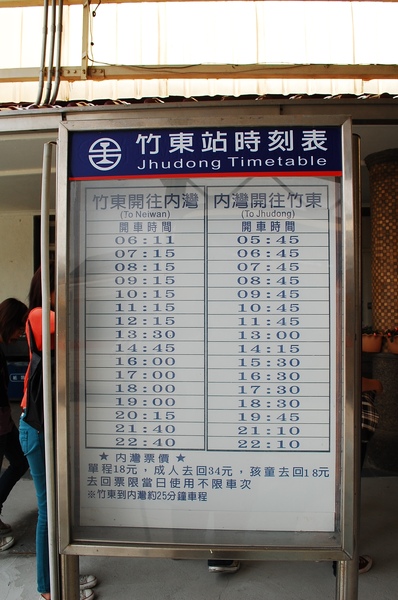 竹東站時刻表
Jhudong Timetable
竹東開往內灣 內灣開往竹東
(To Neiwan) (To Jhudong)
開車時間 開車時間
06:11 05:45
07:15 06:45
08:15 07:45
09:15 08:45
10:15 09:45
11:15 10:45
12:15 11:45
13:30 13:00
14:45 14:15
16:00 15:30
17:00 16:30
18:00 17:30
19:00 18:30
20:15 19:45
21:40 21:10
22:40 22:10
★ 內灣票價 ★
單程18元，成人去回34元，孩童去回18元
去回票限當日使用不限車次
※竹東到內灣約25分鐘車程